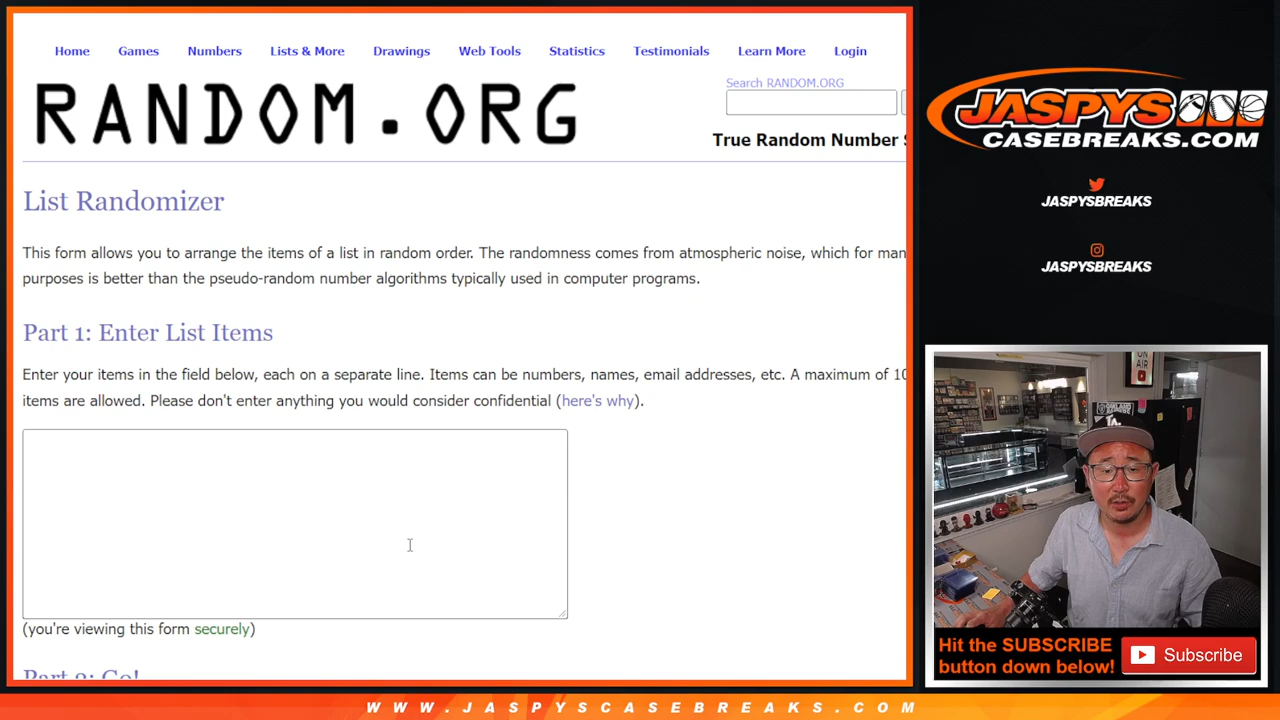 Home Games Numbers Lists & More Drawings Web Tools Statistics Testimonials Learn More Login
RANDOM.ORG
Search RANDOM.ORG
True Random Number S
List Randomizer
This form allows you to arrange the items of a list in random order. The randomness comes from atmospheric noise, which for man
purposes is better than the pseudo-random number algorithms typically used in computer programs.
Part 1: Enter List Items
Enter your items in the field below, each on a separate line. Items can be numbers, names, email addresses, etc. A maximum of 10
items are allowed. Please don't enter anything you would consider confidential (here's why).
(you're viewing this form securely)
Part 2: Go!
JASPYS
CASEBREAKS.COM
JASPYSBREAKS
JASPYSBREAKS
ON
AIR
Hit the SUBSCRIBE
button down below!
Subscribe
WWW.JASPYSCASEBREAKS.COM